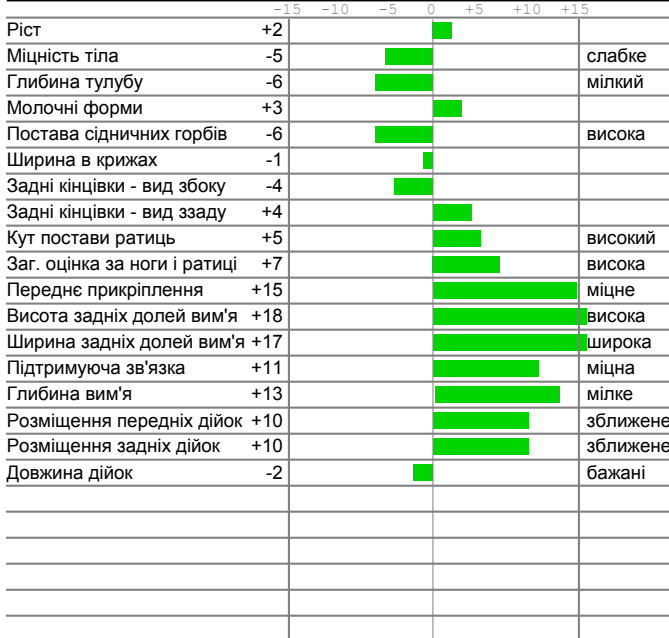 -15 -10 -5 0 +5 +10 +15
Ріст +2
Міцність тіла -5 слабке
Глибина тулубу -6 мілкий
Молочні форми +3
Постава сідничних горбів -6 висока
Ширина в крижах -1
Задні кінцівки - вид збоку -4
Задні кінцівки - вид ззаду +4
Кут постави ратиць +5 високий
Заг. оцінка за ноги і ратиці +7 висока
Переднє прикріплення +15 міцне
Висота задніх долей вим'я +18 висока
Ширина задніх долей вим'я +17 широка
Підтримуюча зв'язка +11 міцна
Глибина вим'я +13 мілке
Розміщення передніх дійок +10 зближене
Розміщення задніх дійок +10 зближене
Довжина дійок -2 бажані